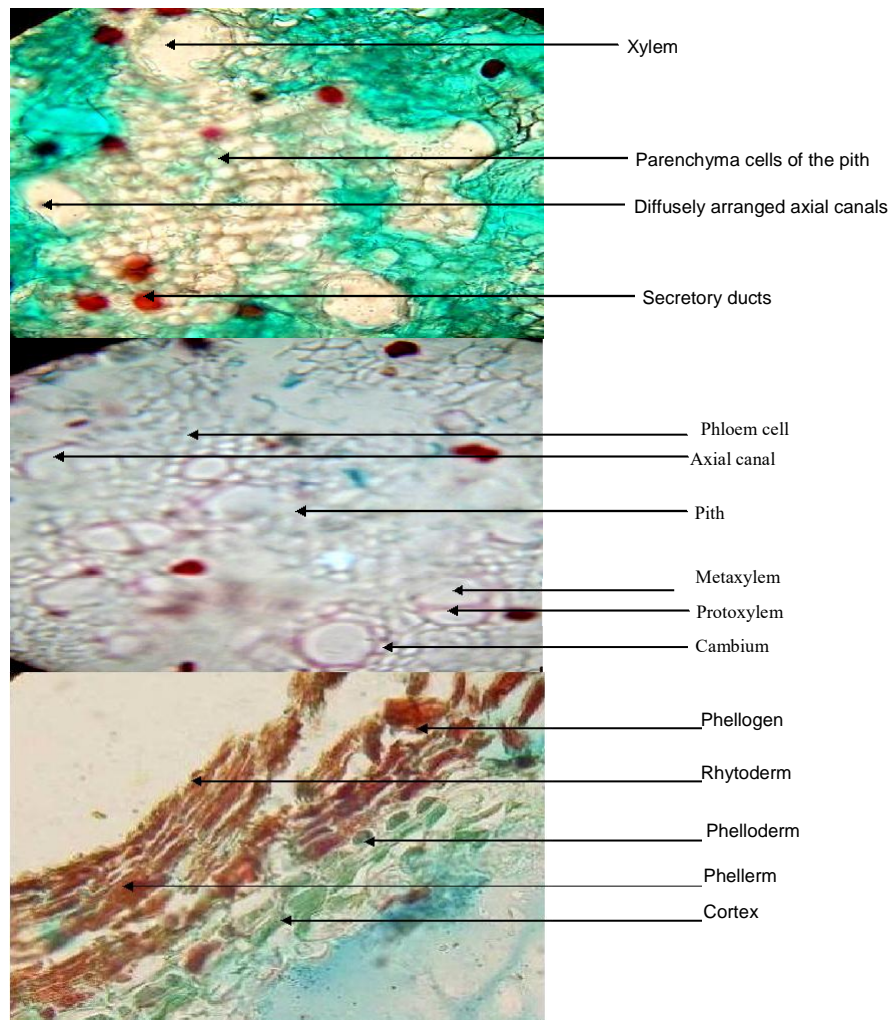 Xylem
Parenchyma cells of the pith
Diffusely arranged axial canals
Secretory ducts
Phloem cell
Axial canal
Pith
Metaxylem
Protoxylem
Cambium
Phellogen
Rhytoderm
Phelloderm
Phellerm
Cortex